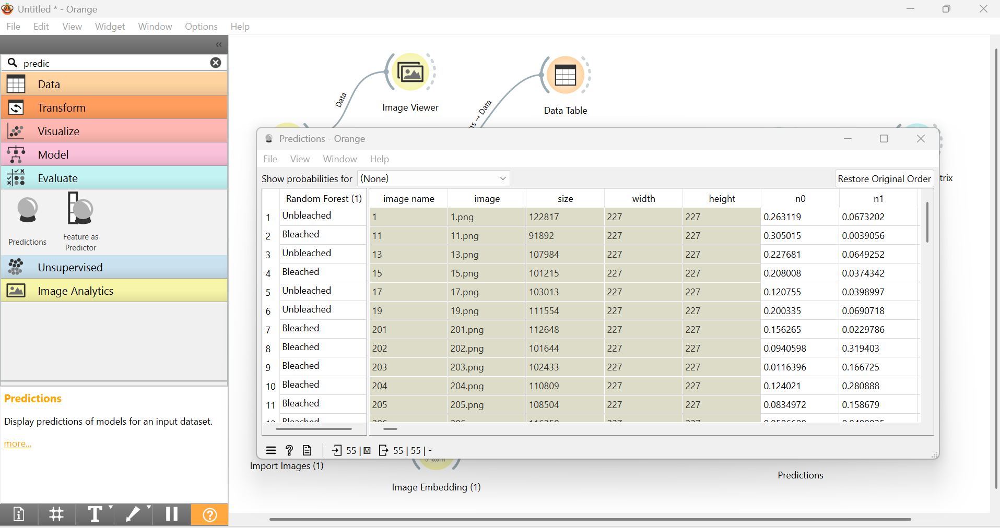 Untitled * - Orange
File Edit View Widget Window Options Help
«
predic
Data
Transform
Visualize
Model
Evaluate
Predictions
Feature as
Predictor
Unsupervised
Image Analytics
Predictions
Display predictions of models for an input dataset.
more...
Data
Image Viewer
ns → Data
Data Table
trix
Predictions - Orange
File View Window Help
Show probabilities for (None) Restore Original Order
Random Forest (1) image name image size width height n0 n1
1 Unbleached 1 1.png 122817 227 227 0.263119 0.0673202
2 Bleached 11 11.png 91892 227 227 0.305015 0.0039056
3 Unbleached 13 13.png 107984 227 227 0.227681 0.0649252
4 Bleached 15 15.png 101215 227 227 0.208008 0.0374342
5 Unbleached 17 17.png 103013 227 227 0.120755 0.0398997
6 Unbleached 19 19.png 111554 227 227 0.200335 0.0690718
7 Bleached 201 201.png 112648 227 227 0.156265 0.0229786
8 Bleached 202 202.png 101644 227 227 0.0940598 0.319403
9 Bleached 203 203.png 102433 227 227 0.0116396 0.166725
10 Bleached 204 204.png 110809 227 227 0.124021 0.280888
11 Bleached 205 205.png 108504 227 227 0.0834972 0.158679
Bleached
55 | M 55 | 55 | -
Import Images (1)
Image Embedding (1)
Predictions